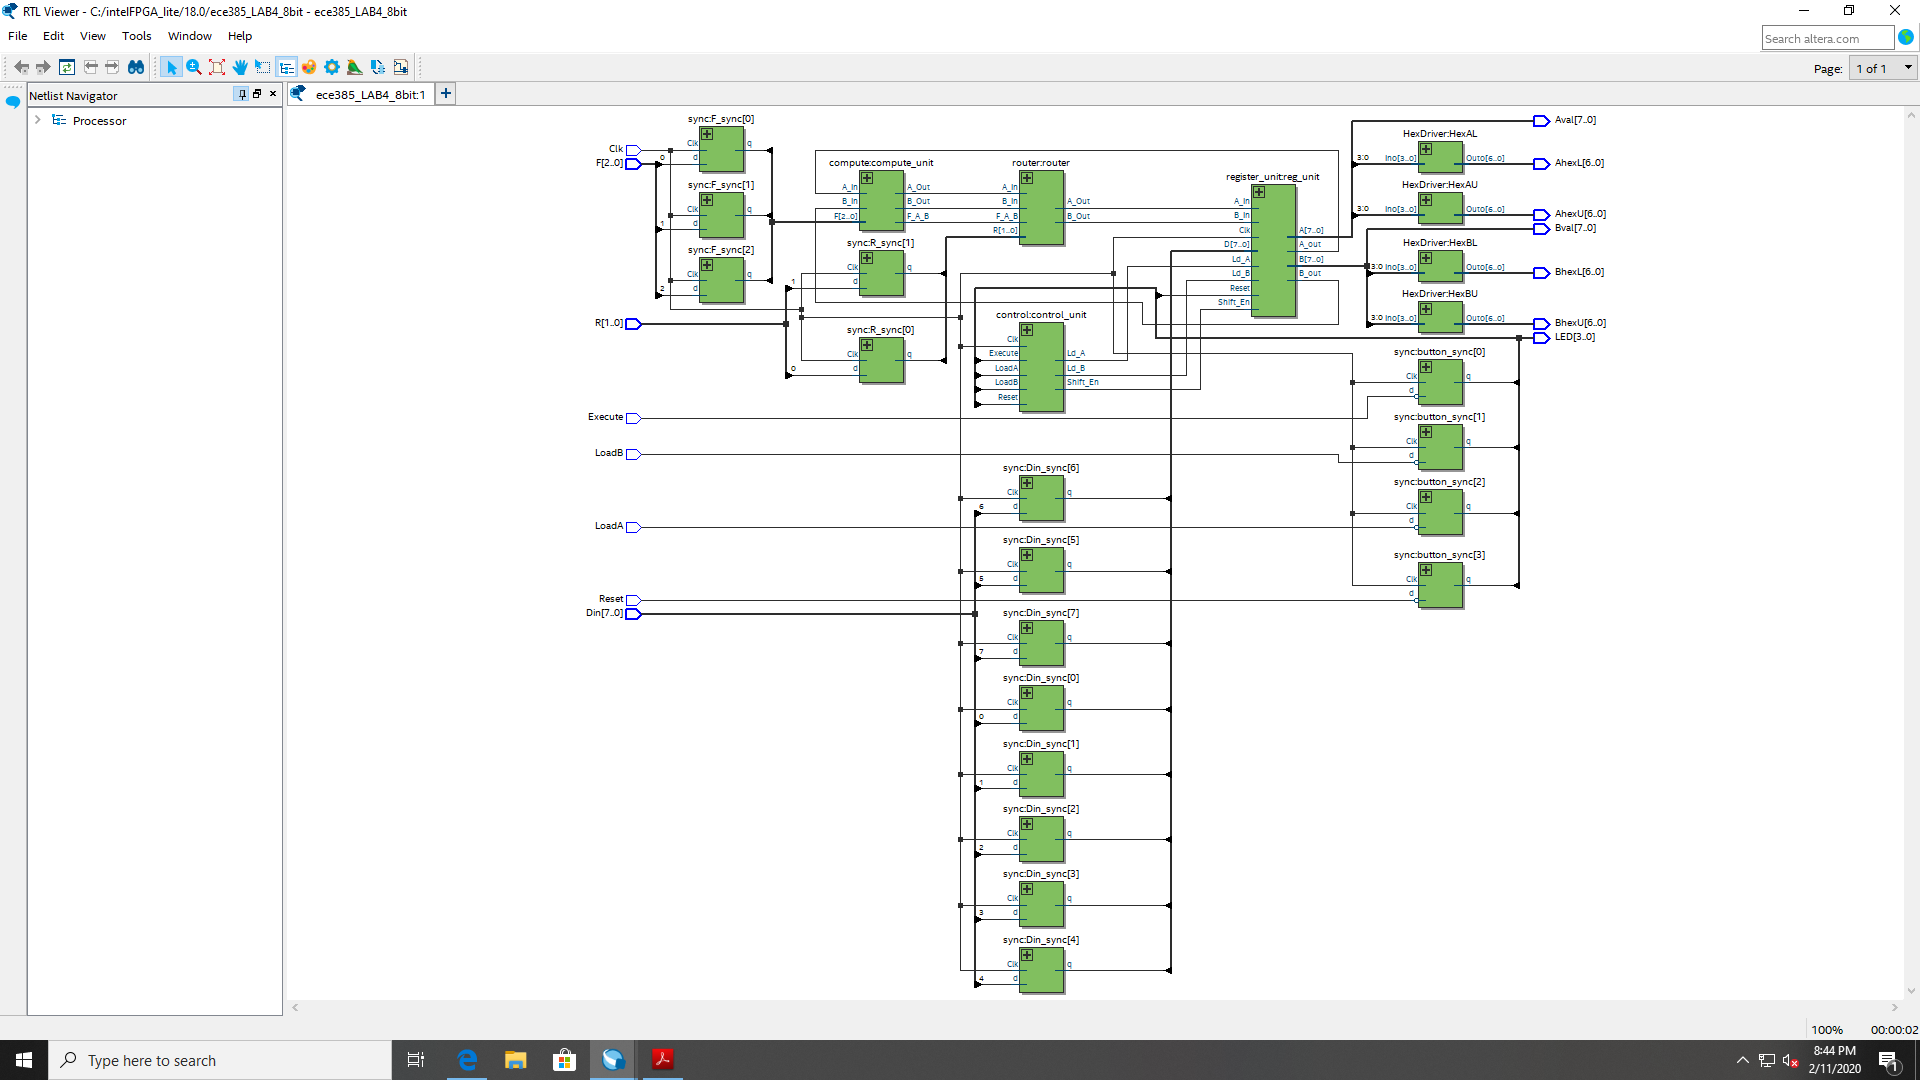 RTL Viewer - C:/intelFPGA_lite/18.0/ece385_LAB4_8bit - ece385_LAB4_8bit
File Edit View Tools Window Help
Search altera.com
Page: 1 of 1
Netlist Navigator
ece385_LAB4_8bit:1
Processor
sync:F_sync[0]
Clk
d
q
Clk
F[2..0]
0
sync:F_sync[1]
Clk
d
q
1
sync:F_sync[2]
Clk
d
q
2
R[1..0]
compute:compute_unit
A_In
B_In
F[2..0]
A_Out
B_Out
F_A_B
sync:R_sync[1]
Clk
d
q
1
sync:R_sync[0]
Clk
d
q
0
router:router
A_In
B_In
F_A_B
R[1..0]
A_Out
B_Out
control:control_unit
Clk
Execute
LoadA
LoadB
Reset
Ld_A
Ld_B
Shift_En
register_unit:reg_unit
A_In
B_In
Clk
D[7..0]
Ld_A
Ld_B
Reset
Shift_En
A[7..0]
A_out
B[7..0]
B_out
HexDriver:HexAL
3:0 In0[3..0] Out0[6..0]
HexDriver:HexAU
3:0 In0[3..0] Out0[6..0]
HexDriver:HexBL
3:0 In0[3..0] Out0[6..0]
HexDriver:HexBU
3:0 In0[3..0] Out0[6..0]
Aval[7..0]
AhexL[6..0]
AhexU[6..0]
Bval[7..0]
BhexL[6..0]
BhexU[6..0]
LED[3..0]
sync:button_sync[0]
Clk
d
q
sync:button_sync[1]
Clk
d
q
sync:button_sync[2]
Clk
d
q
sync:button_sync[3]
Clk
d
q
Execute
LoadB
LoadA
Reset
Din[7..0]
sync:Din_sync[6]
Clk
6 d
q
sync:Din_sync[5]
Clk
5 d
q
sync:Din_sync[7]
Clk
7 d
q
sync:Din_sync[0]
Clk
0 d
q
sync:Din_sync[1]
Clk
1 d
q
sync:Din_sync[2]
Clk
2 d
q
sync:Din_sync[3]
Clk
3 d
q
sync:Din_sync[4]
Clk
4 d
q
100% 00:00:02
Type here to search
8:44 PM
2/11/2020
1